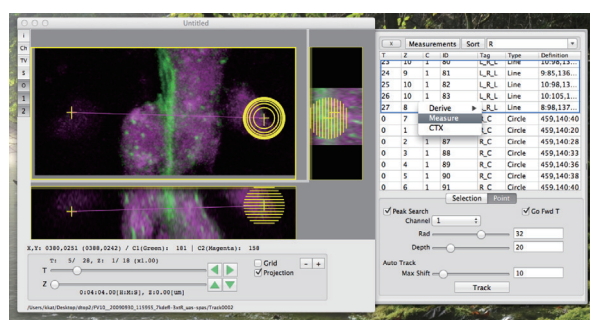 Untitled
i
Ch
TV
S
0
1
2
X,Y: 0380,0251 (0388,0242) / C1(Green): 181 | C2(Magenta): 158
T: 5/ 28, Z: 1/ 18 (x1.00)
T
Z
0:04:04.00[H:M:S], Z:0.00[um]
Grid
- +
Projection
X Measurements Sort R
T Z C ID Tag Type Definition
23 10 1 80 L_R_L Line 10:98,13...
24 9 1 81 L_R_L Line 9:85,136...
25 10 1 82 L_R_L Line 10:98,13...
26 10 1 83 L_R_L Line 10:105,1...
27 8 L_R_L Line 8:98,137...
Derive
Measure
CTX
0 7 R_C Circle 459,140:40
0 1 R_C Circle 459,140:20
0 2 1 87 R_C Circle 459,140:28
0 3 1 88 R_C Circle 459,140:33
0 4 1 89 R_C Circle 459,140:36
0 5 1 90 R_C Circle 459,140:38
0 6 1 91 R_C Circle 459,140:40
Selection Point
Peak Search
Go Fwd T
Channel 1
Rad 32
Depth 20
Auto Track
Max Shift 10
Track